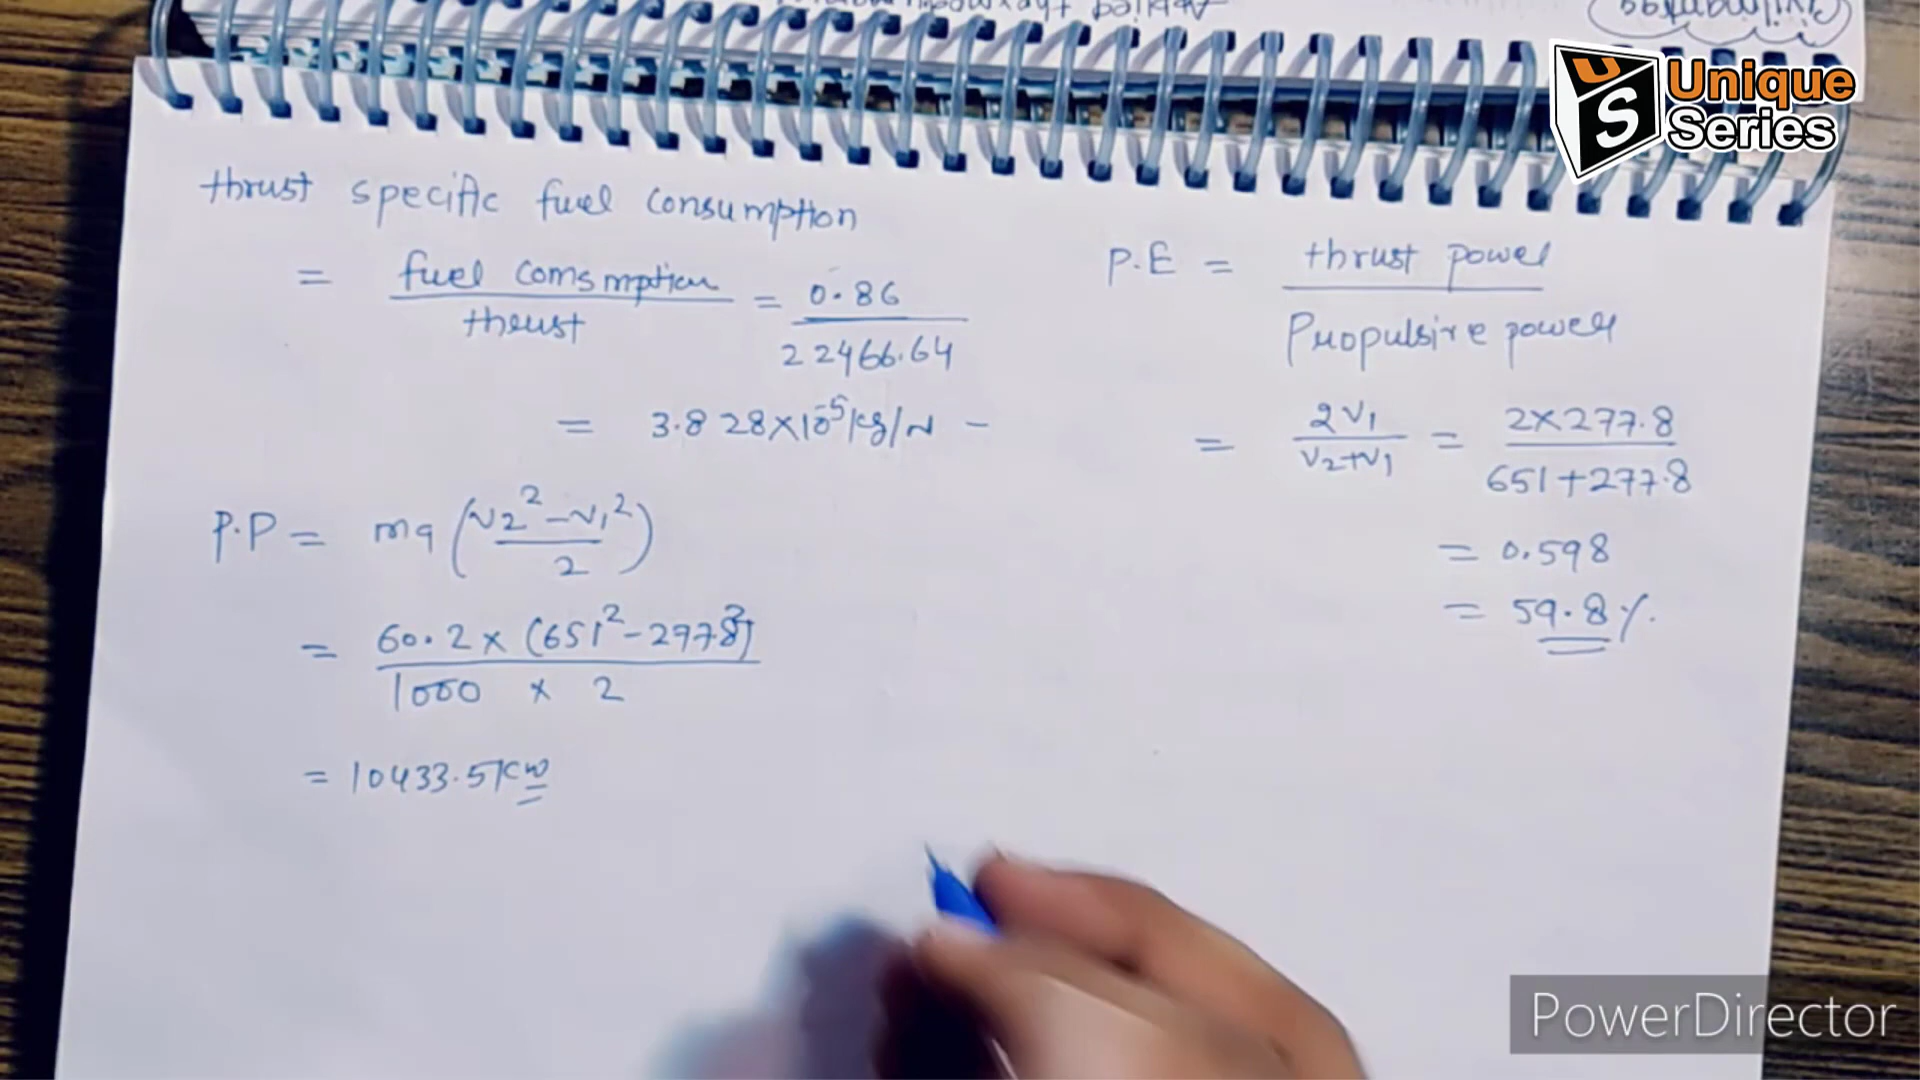 Unique
Series
thrust specific fuel consumption
= fuel comsmption / thrust = 0.86 / 22466.64
= 3.828×10⁻⁵ kg/N –
P.P = ma (V2² – V1² / 2)
= 60.2 × (651² – 297.8²) / 1000 × 2
= 10433.5 kW
P.E = thrust power / Propulsive power
= 2V1 / V2+V1 = 2×277.8 / 651+277.8
= 0.598
= 59.8%.
PowerDirector